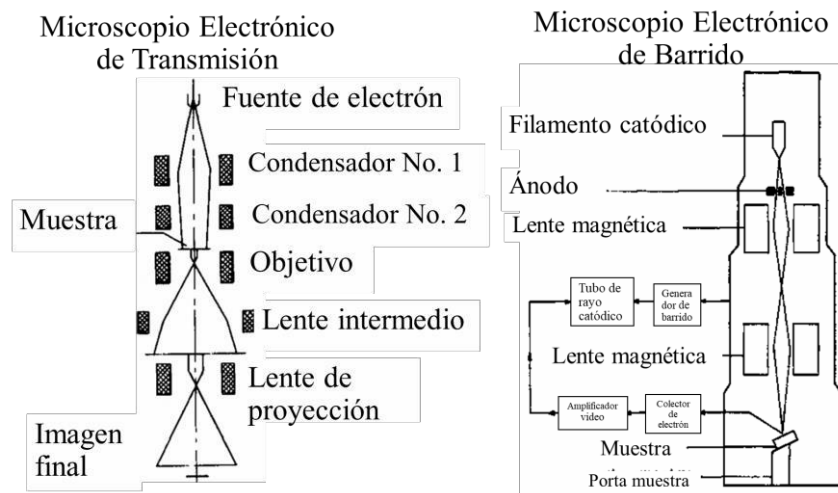 Microscopio Electrónico
de Transmisión
Fuente de electrón
Condensador No. 1
Condensador No. 2
Muestra
Objetivo
Lente intermedio
Lente de
proyección
Imagen
final
Microscopio Electrónico
de Barrido
Filamento catódico
Ánodo
Lente magnética
Tubo de
rayo
catódico
Genera
dor de
barrido
Lente magnética
Amplificador
video
Colector
de
electrón
Muestra
Porta muestra